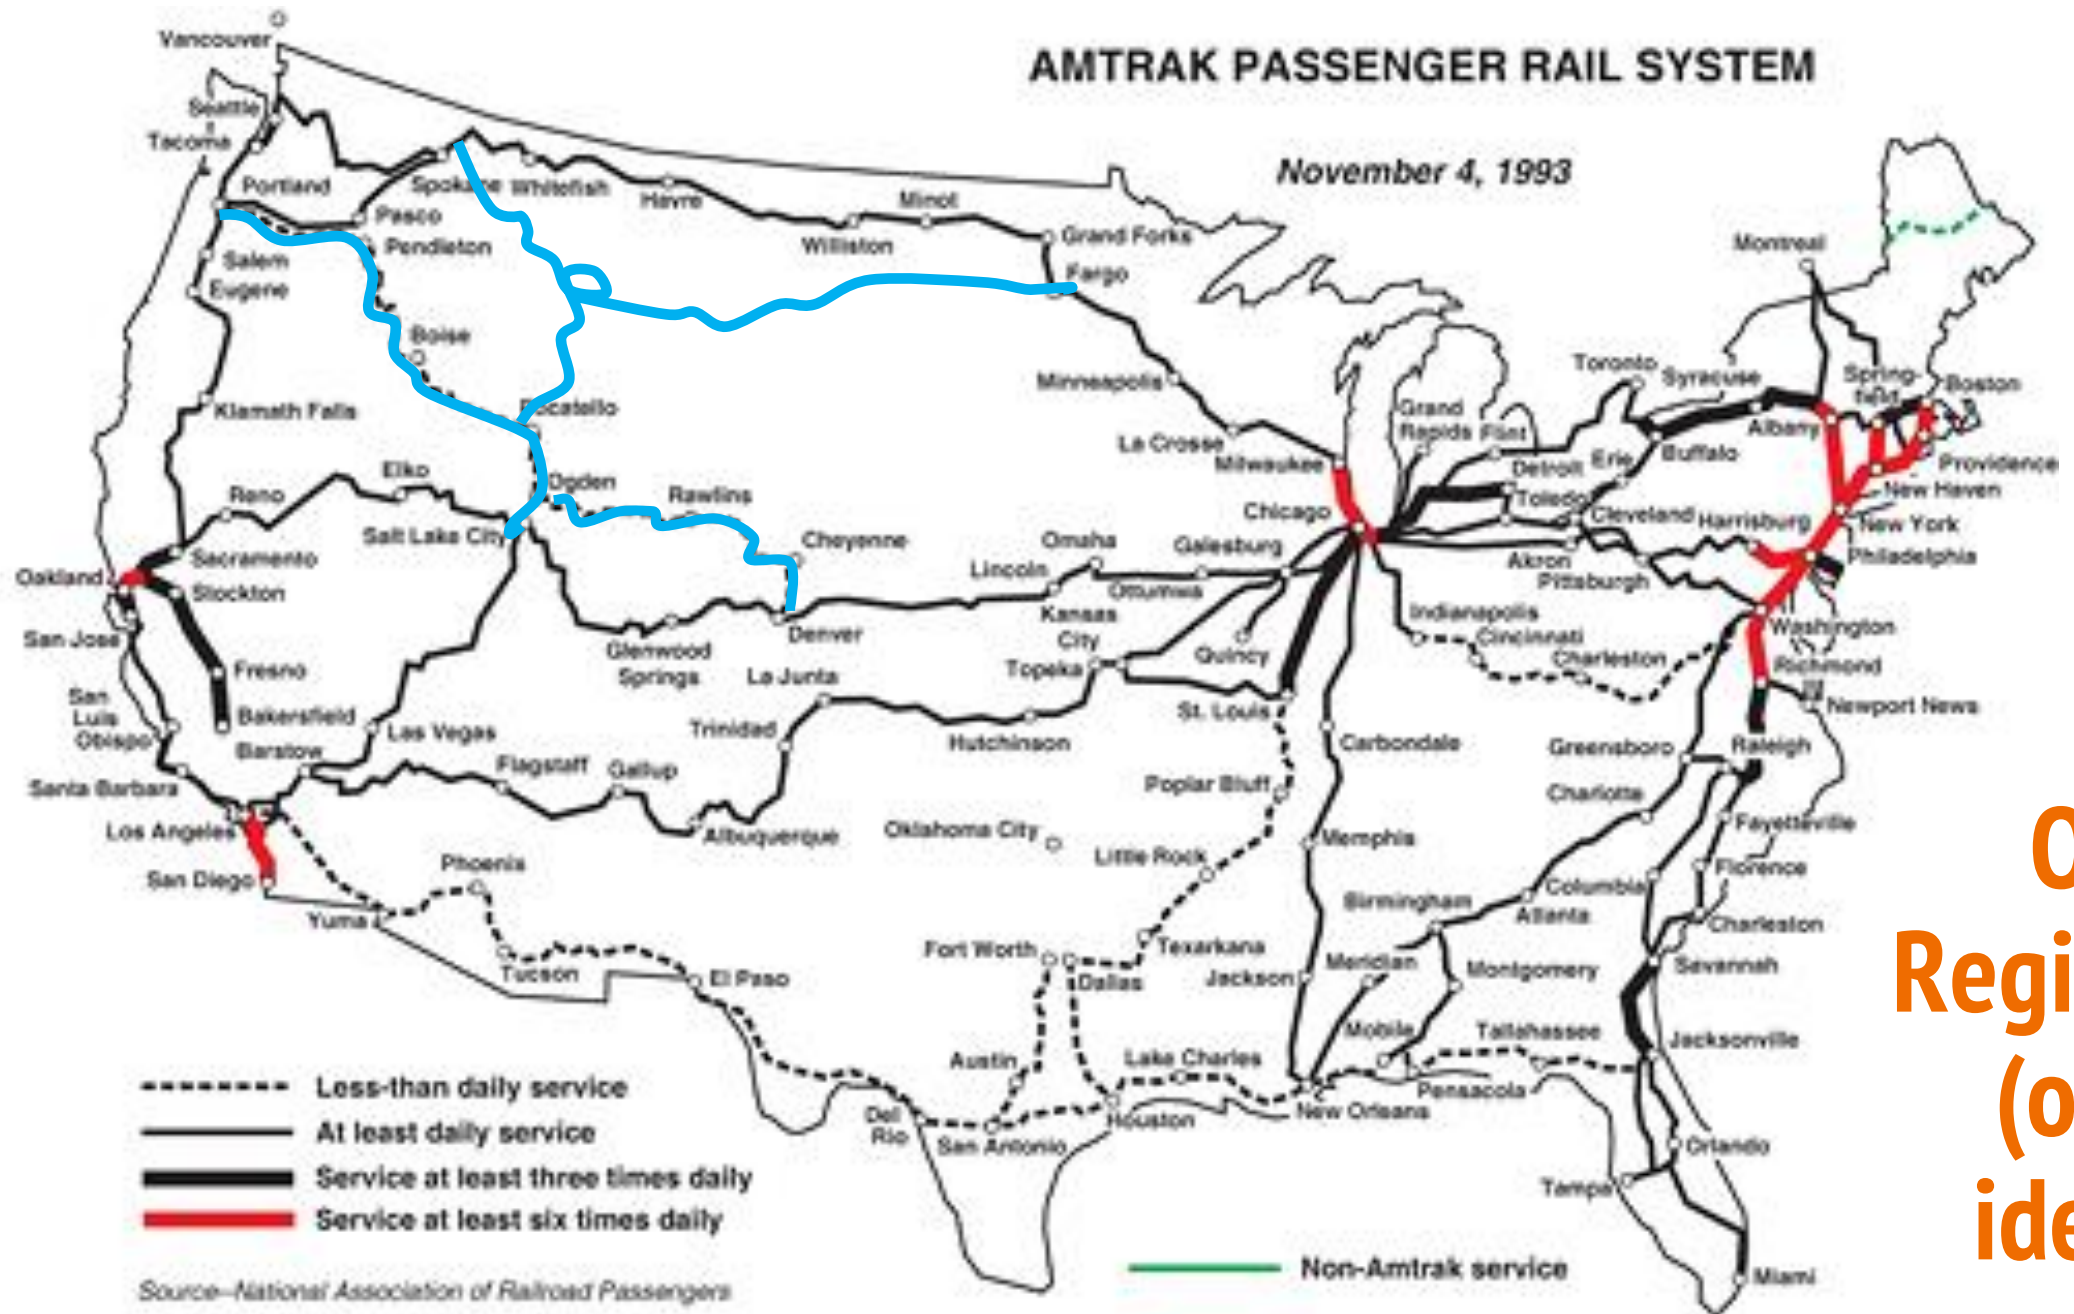 AMTRAK PASSENGER RAIL SYSTEM
November 4, 1993
Vancouver
Seattle
Tacoma
Portland
Spokane
Whitefish
Havre
Minot
Williston
Grand Forks
Fargo
Pasco
Pendleton
Salem
Eugene
Boise
Minneapolis
Klamath Falls
Pocatello
La Crosse
Milwaukee
Chicago
Grand
Rapids
Flint
Detroit
Toronto
Syracuse
Montreal
Spring-
field
Boston
Albany
Buffalo
Erie
Providence
New Haven
New York
Toledo
Cleveland
Harrisburg
Philadelphia
Akron
Pittsburgh
Elko
Reno
Ogden
Rawlins
Salt Lake City
Cheyenne
Sacramento
Oakland
Stockton
San Jose
Omaha
Galesburg
Lincoln
Ottumwa
Kansas
City
Topeka
Quincy
Indianapolis
Cincinnati
Charleston
Washington
Richmond
Newport News
Denver
Glenwood
Springs
La Junta
Fresno
San
Luis
Obispo
Bakersfield
Barstow
Las Vegas
Trinidad
Hutchinson
St. Louis
Carbondale
Greensboro
Raleigh
Santa Barbara
Flagstaff
Gallup
Poplar Bluff
Charlotte
Los Angeles
Albuquerque
Oklahoma City
Memphis
Fayetteville
San Diego
Phoenix
Little Rock
Columbia
Florence
Yuma
Birmingham
Atlanta
Charleston
Tucson
El Paso
Fort Worth
Dallas
Texarkana
Jackson
Meridian
Montgomery
Savannah
Austin
Lake Charles
Mobile
Tallahassee
Jacksonville
Del
Rio
San Antonio
Houston
New Orleans
Pensacola
Orlando
Tampa
Miami
Less-than daily service
At least daily service
Service at least three times daily
Service at least six times daily
Non-Amtrak service
Source–National Association of Railroad Passengers
Regi
(o
ide